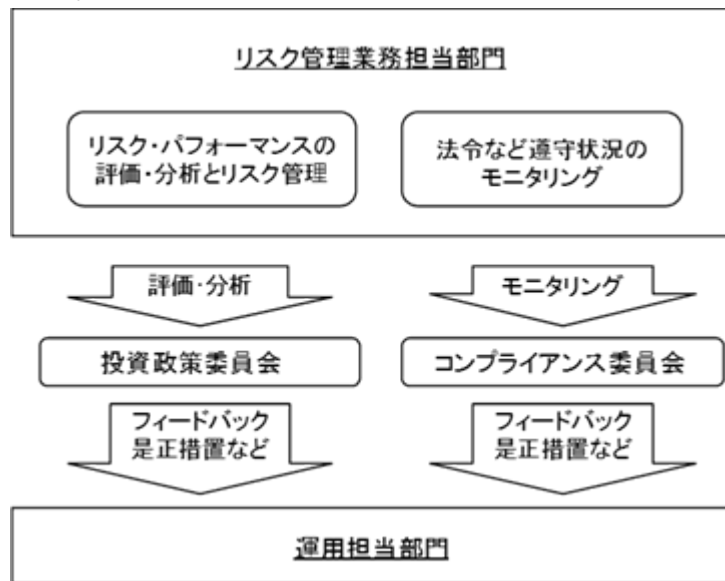 リスク管理業務担当部門
リスク・パフォーマンスの
評価・分析とリスク管理
法令など遵守状況の
モニタリング
評価・分析
モニタリング
投資政策委員会
コンプライアンス委員会
フィードバック
是正措置など
フィードバック
是正措置など
運用担当部門